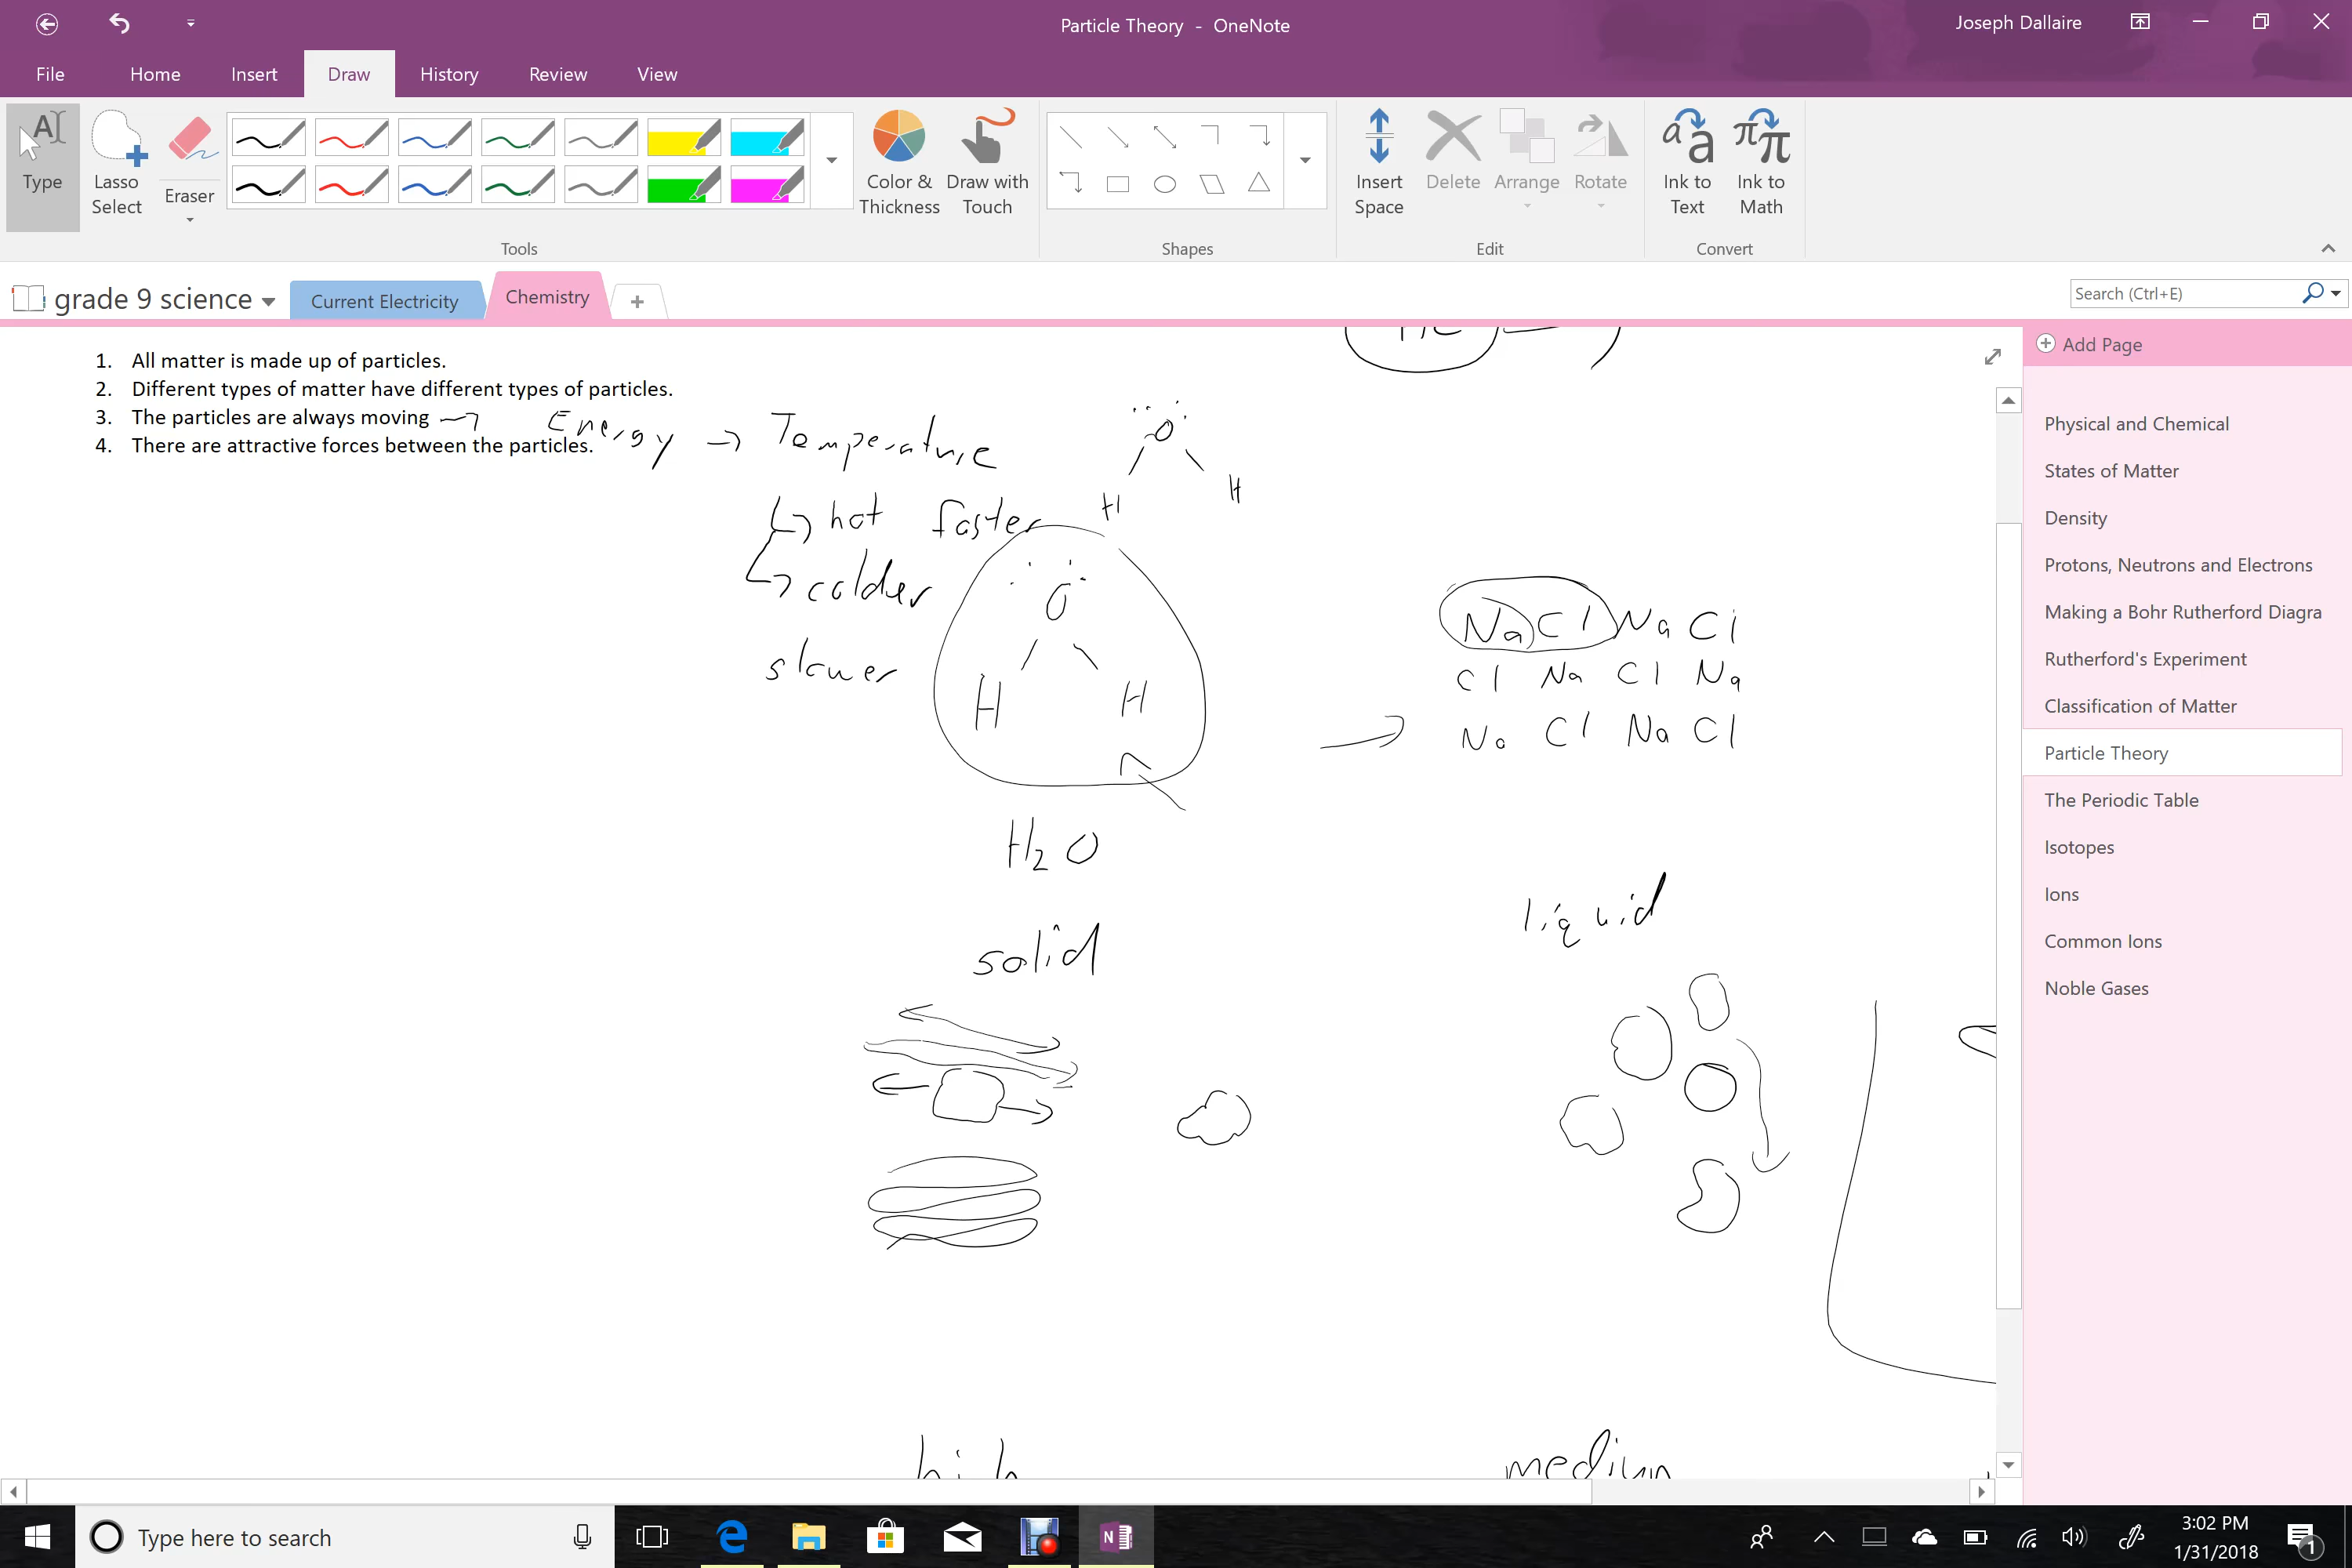 Particle Theory - OneNote
Joseph Dallaire
File Home Insert Draw History Review View
Type
Lasso Select
Eraser
Color & Thickness
Draw with Touch
Insert Space
Delete
Arrange
Rotate
Ink to Text
Ink to Math
Tools
Shapes
Edit
Convert
grade 9 science
Current Electricity
Chemistry
Search (Ctrl+E)
1. All matter is made up of particles.
2. Different types of matter have different types of particles.
3. The particles are always moving
4. There are attractive forces between the particles.
Energy → Temperature
hot faster
colder
slower
O
H H
O
H H
H2O
Na Cl Na Cl
Cl Na Cl Na
Na Cl Na Cl
solid
liquid
medium
Add Page
Physical and Chemical
States of Matter
Density
Protons, Neutrons and Electrons
Making a Bohr Rutherford Diagra
Rutherford's Experiment
Classification of Matter
Particle Theory
The Periodic Table
Isotopes
Ions
Common Ions
Noble Gases
Type here to search
3:02 PM
1/31/2018
1